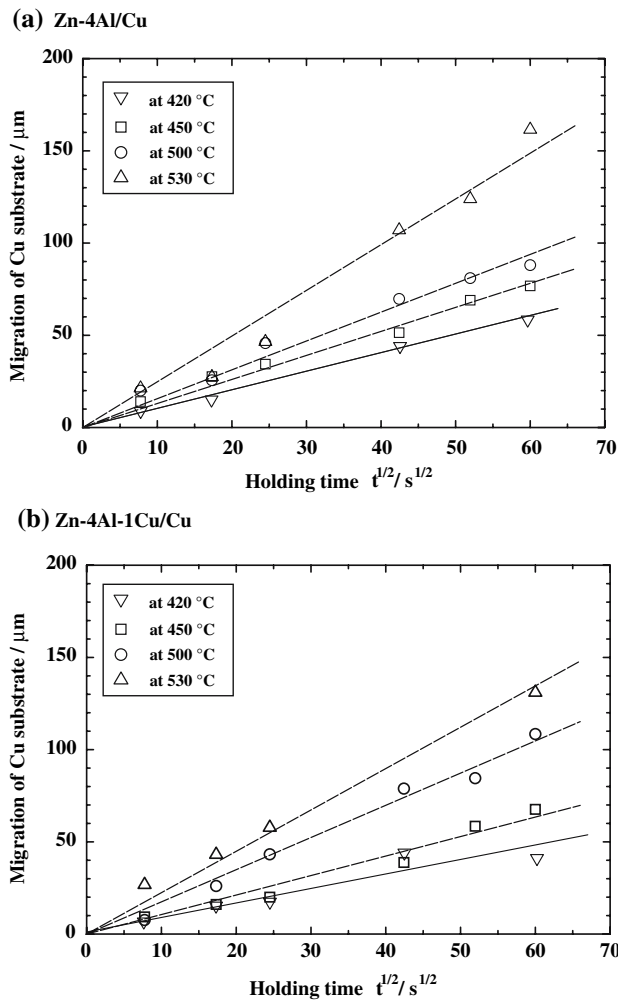 (a) Zn-4Al/Cu
200
150
100
50
0
at 420 °C
at 450 °C
at 500 °C
at 530 °C
Migration of Cu substrate / µm
0 10 20 30 40 50 60 70
Holding time t^1/2 / s^1/2
(b) Zn-4Al-1Cu/Cu
200
150
100
50
0
at 420 °C
at 450 °C
at 500 °C
at 530 °C
Migration of Cu substrate / µm
0 10 20 30 40 50 60 70
Holding time t^1/2 / s^1/2